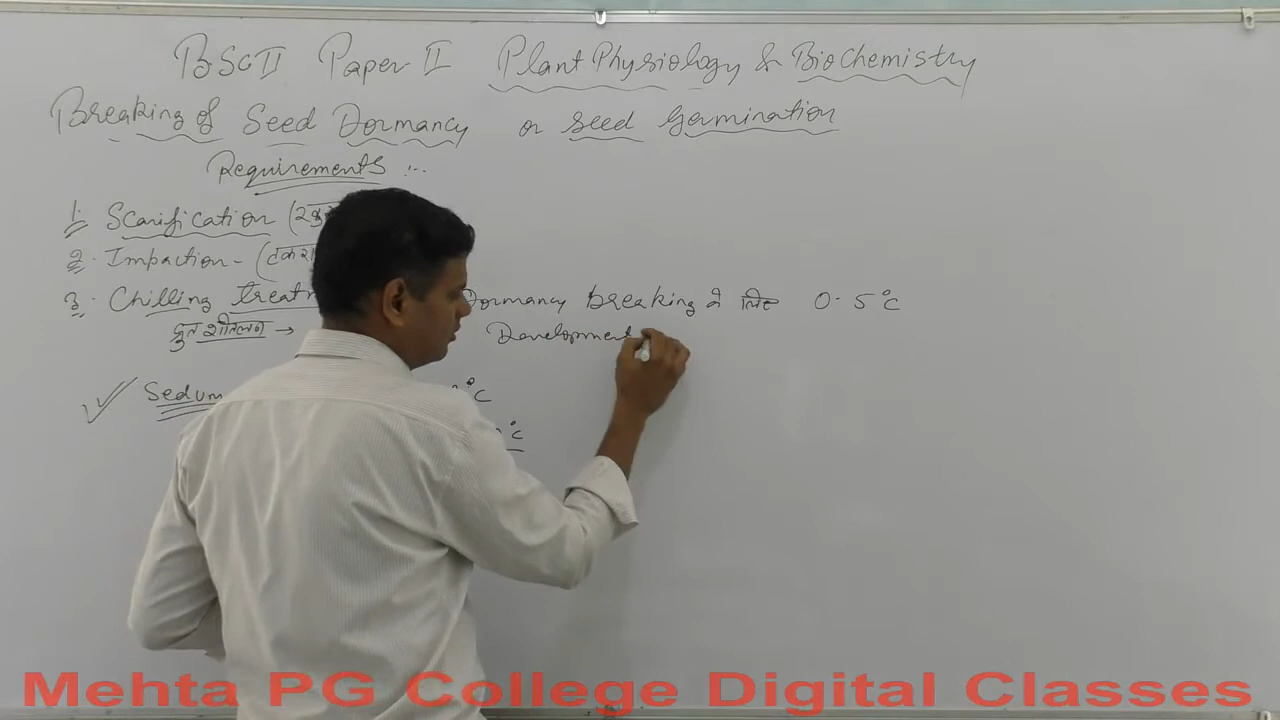 BSc II Paper II Plant Physiology & BioChemistry
Breaking of Seed Dormancy or Seed Germination
Requirements ...
1. Scarification
2. Impaction -
3. Chilling Dormancy breaking के लिए 0-5°C
द्रुत शीतलन → Development
Sedum °C
°C
Mehta PG College Digital Classes